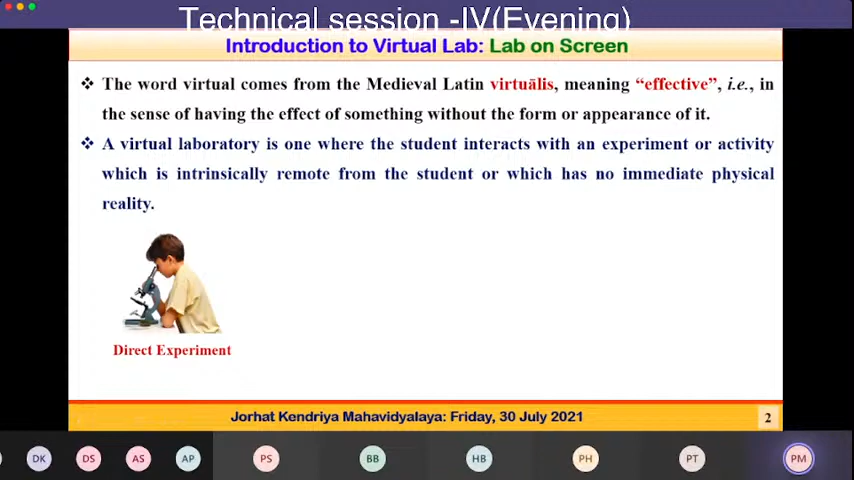 Technical session -IV(Evening)
Introduction to Virtual Lab: Lab on Screen
❖ The word virtual comes from the Medieval Latin virtuālis, meaning “effective”, i.e., in
the sense of having the effect of something without the form or appearance of it.
❖ A virtual laboratory is one where the student interacts with an experiment or activity
which is intrinsically remote from the student or which has no immediate physical
reality.
Direct Experiment
Jorhat Kendriya Mahavidyalaya: Friday, 30 July 2021 2
DK DS AS AP PS BB HB PH PT PM